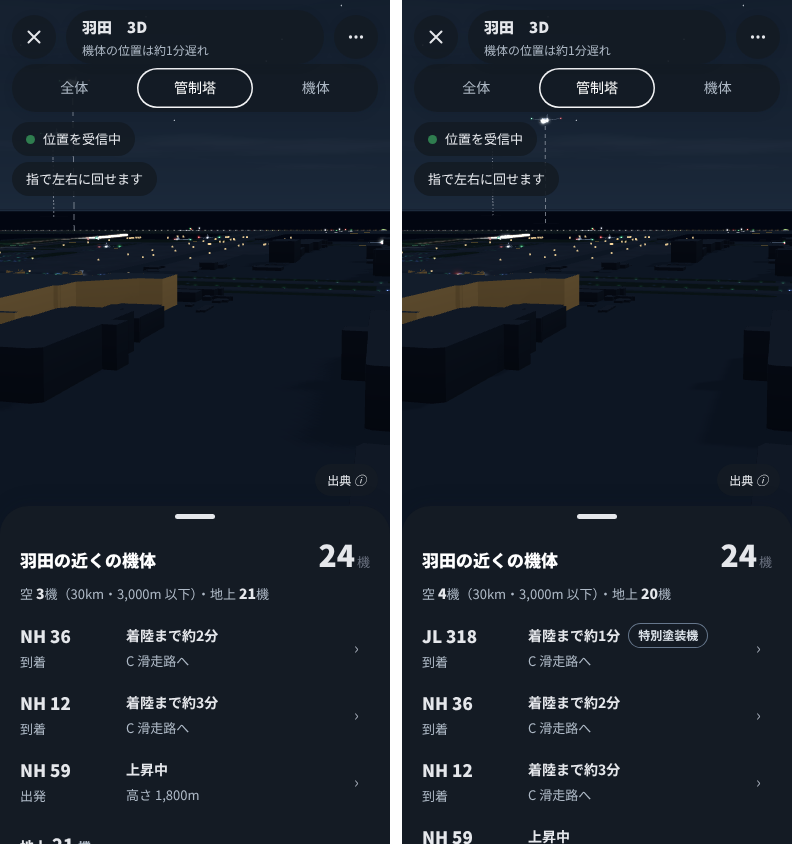 羽田 3D
機体の位置は約1分遅れ
全体 管制塔 機体
位置を受信中
指で左右に回せます
出典
羽田の近くの機体 24機
空 3機（30km・3,000m 以下）・地上 21機
NH 36 着陸まで約2分
到着 C 滑走路へ
NH 12 着陸まで約3分
到着 C 滑走路へ
NH 59 上昇中
出発 高さ 1,800m
地上 21 機
羽田 3D
機体の位置は約1分遅れ
全体 管制塔 機体
位置を受信中
指で左右に回せます
出典
羽田の近くの機体 24機
空 4機（30km・3,000m 以下）・地上 20機
JL 318 着陸まで約1分 特別塗装機
到着 C 滑走路へ
NH 36 着陸まで約2分
到着 C 滑走路へ
NH 12 着陸まで約3分
到着 C 滑走路へ
NH 59 上昇中